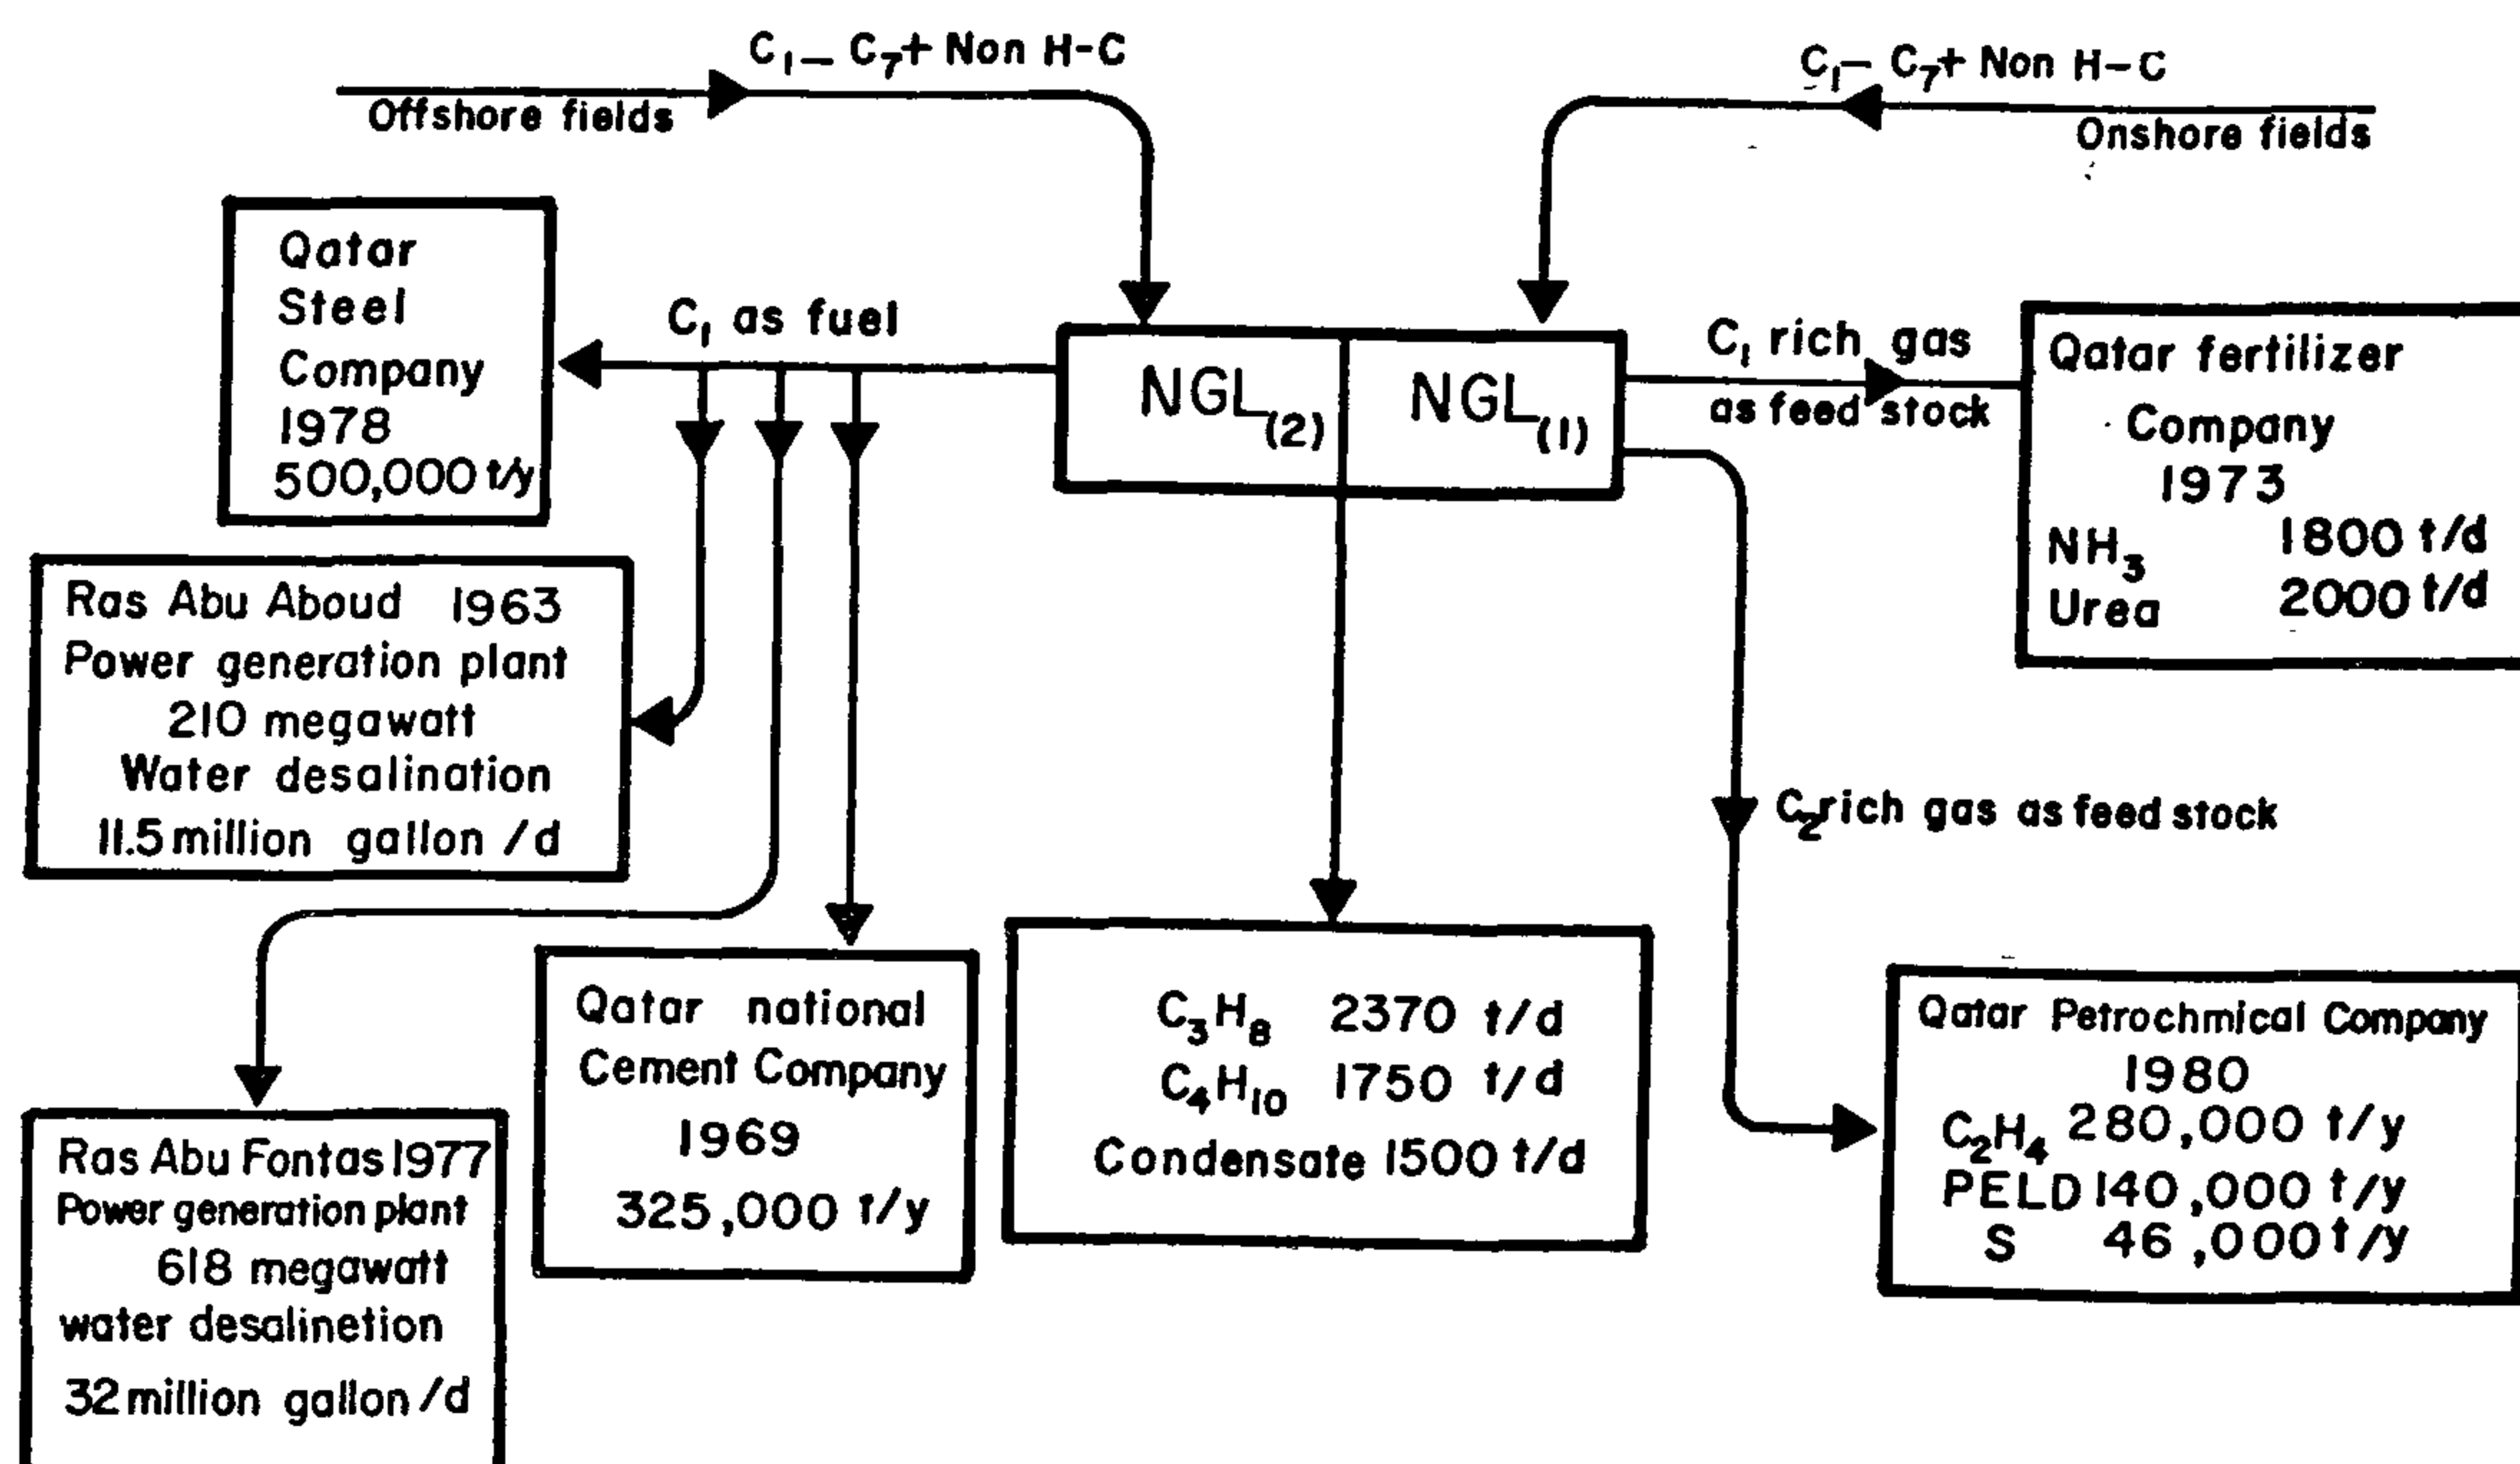 C₁ – C₇+ Non H-C
Offshore fields
C₁ – C₇+ Non H-C
Onshore fields
Qatar
Steel
Company
1978
500,000 t/y
C₁ as fuel
NGL(2)
NGL(1)
C₁ rich gas
as feed stock
Qatar fertilizer
Company
1973
NH₃ 1800 t/d
Urea 2000 t/d
Ras Abu Aboud 1963
Power generation plant
210 megawatt
Water desalination
11.5 million gallon /d
C₂ rich gas as feed stock
Ras Abu Fontas 1977
Power generation plant
618 megawatt
water desalinetion
32 million gallon /d
Qatar national
Cement Company
1969
325,000 t/y
C₃H₈ 2370 t/d
C₄H₁₀ 1750 t/d
Condensate 1500 t/d
Qatar Petrochmical Company
1980
C₂H₄ 280,000 t/y
PELD 140,000 t/y
S 46,000 t/y